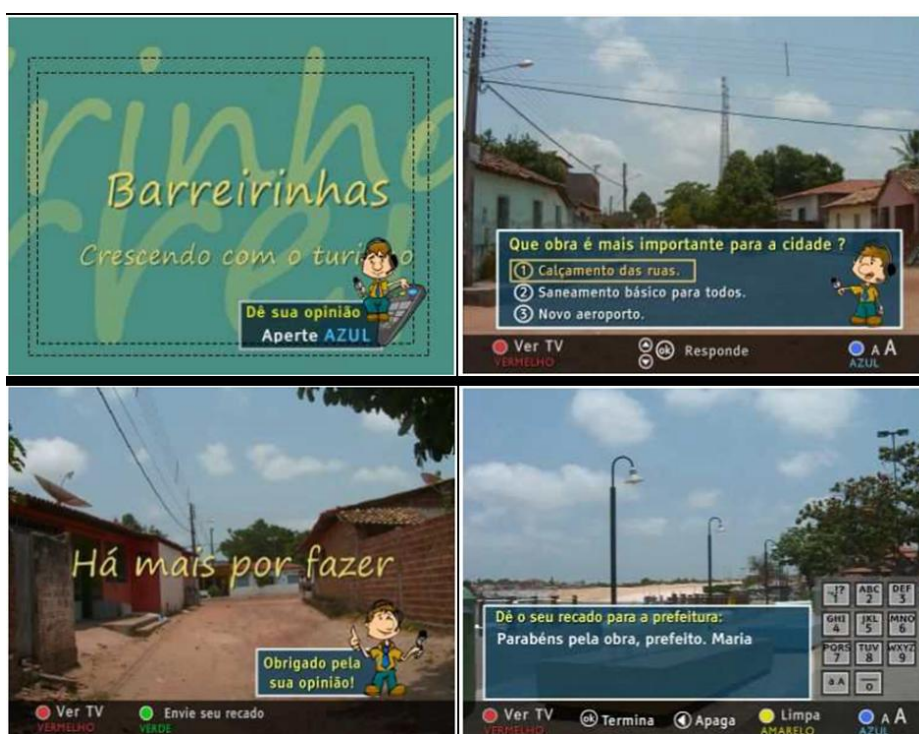 Barreirinhas
Crescendo com o turismo
Dê sua opinião
Aperte AZUL
Que obra é mais importante para a cidade ?
1 Calçamento das ruas.
2 Saneamento básico para todos.
3 Novo aeroporto.
Ver TV
VERMELHO
ok Responde
A A
AZUL
Há mais por fazer
Obrigado pela
sua opinião!
Ver TV
VERMELHO
Envie seu recado
VERDE
Dê o seu recado para a prefeitura:
Parabéns pela obra, prefeito. Maria
ABC DEF
2 3
GHI JKL MNO
4 5 6
PQRS TUV WXYZ
7 8 9
a A 0
Ver TV
VERMELHO
ok Termina
Apaga
Limpa
AMARELO
A A
AZUL